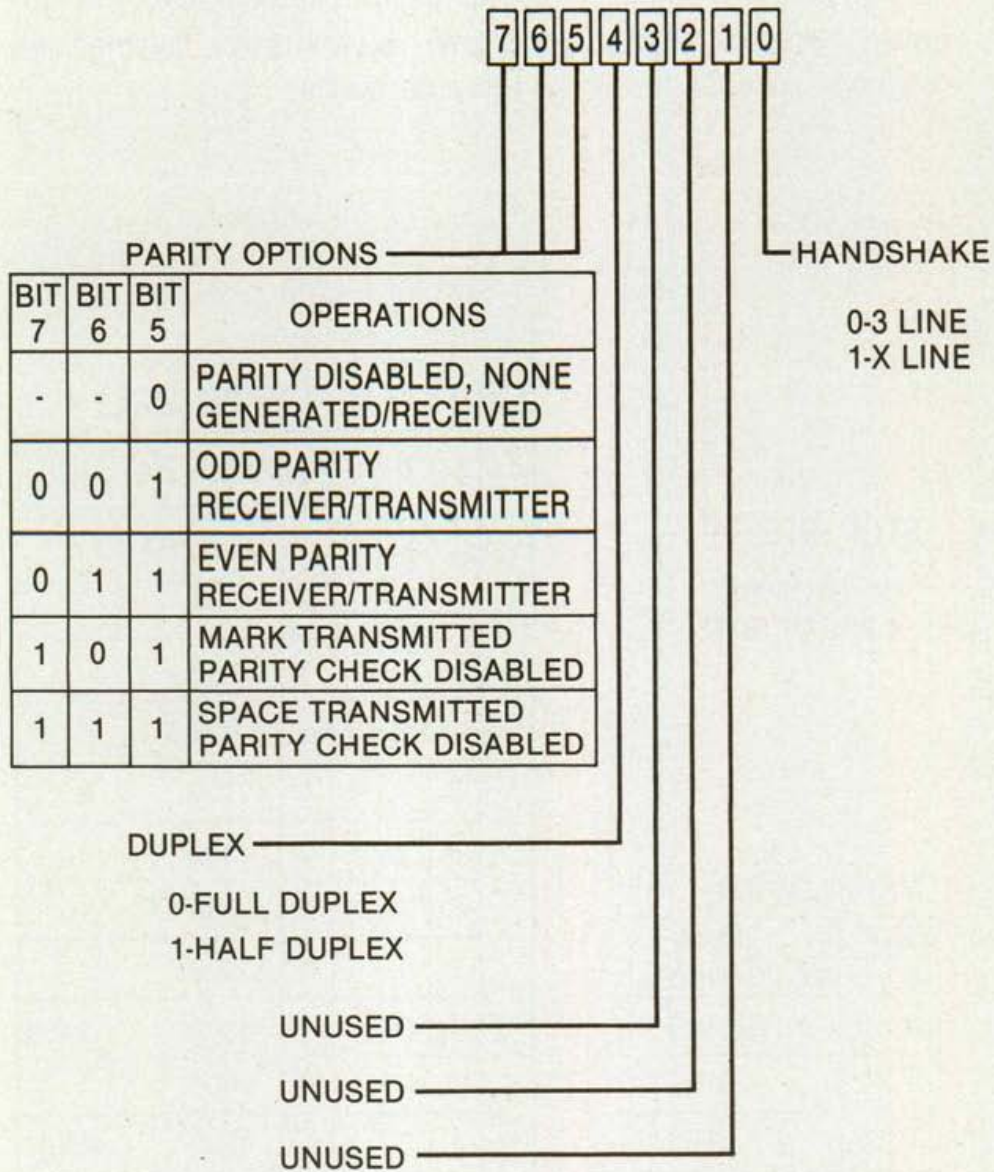 7 6 5 4 3 2 1 0
PARITY OPTIONS
HANDSHAKE
0-3 LINE
1-X LINE
BIT 7 BIT 6 BIT 5 OPERATIONS
- - 0 PARITY DISABLED, NONE
GENERATED/RECEIVED
0 0 1 ODD PARITY
RECEIVER/TRANSMITTER
0 1 1 EVEN PARITY
RECEIVER/TRANSMITTER
1 0 1 MARK TRANSMITTED
PARITY CHECK DISABLED
1 1 1 SPACE TRANSMITTED
PARITY CHECK DISABLED
DUPLEX
0-FULL DUPLEX
1-HALF DUPLEX
UNUSED
UNUSED
UNUSED